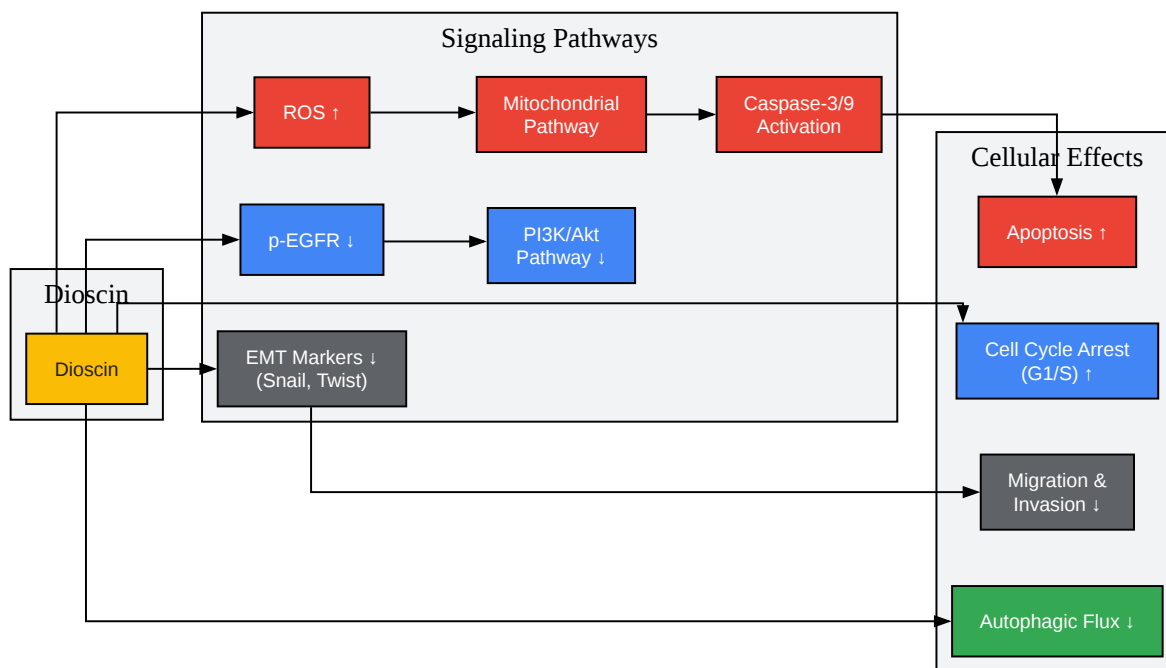 Signaling Pathways
ROS ↑
Mitochondrial
Pathway
Caspase-3/9
Activation
Cellular Effects
p-EGFR ↓
PI3K/Akt
Pathway ↓
Apoptosis ↑
Dioscin
Dioscin
EMT Markers ↓
(Snail, Twist)
Cell Cycle Arrest
(G1/S) ↑
Migration &
Invasion ↓
Autophagic Flux ↓